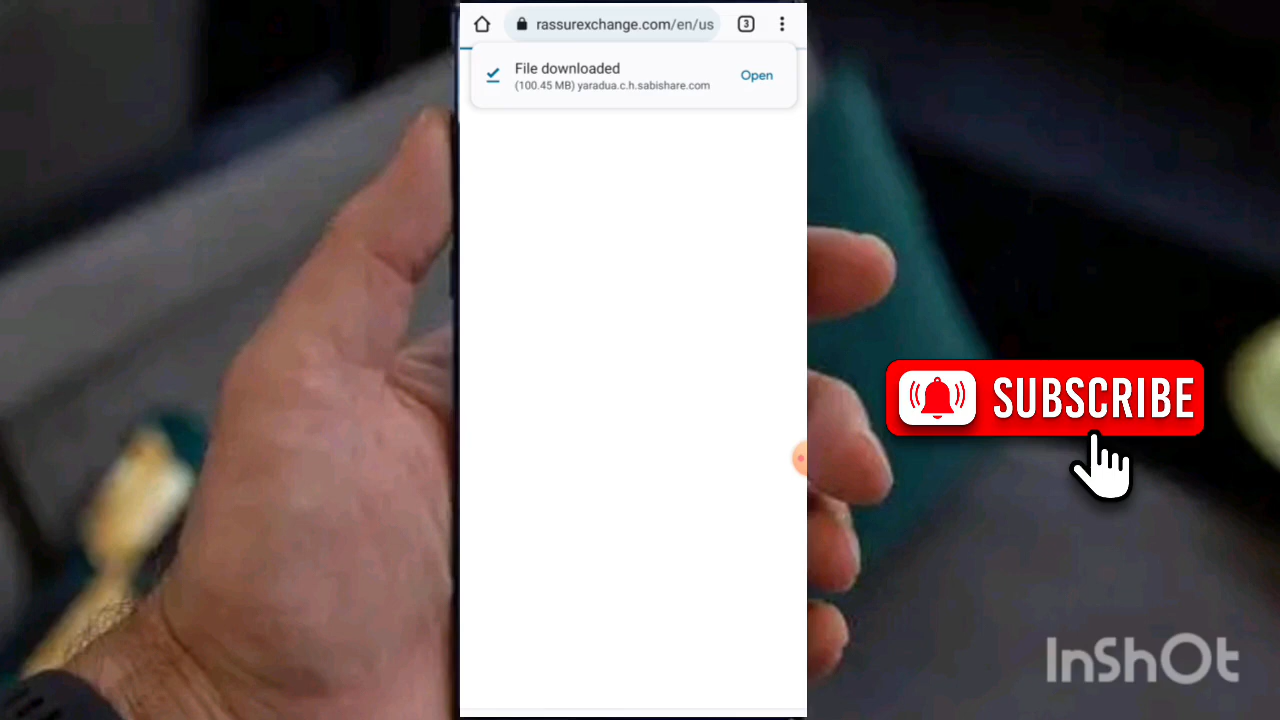 rassurexchange.com/en/us
3
File downloaded
(100.45 MB) yaradua.c.h.sabishare.com
Open
SUBSCRIBE
InShOt